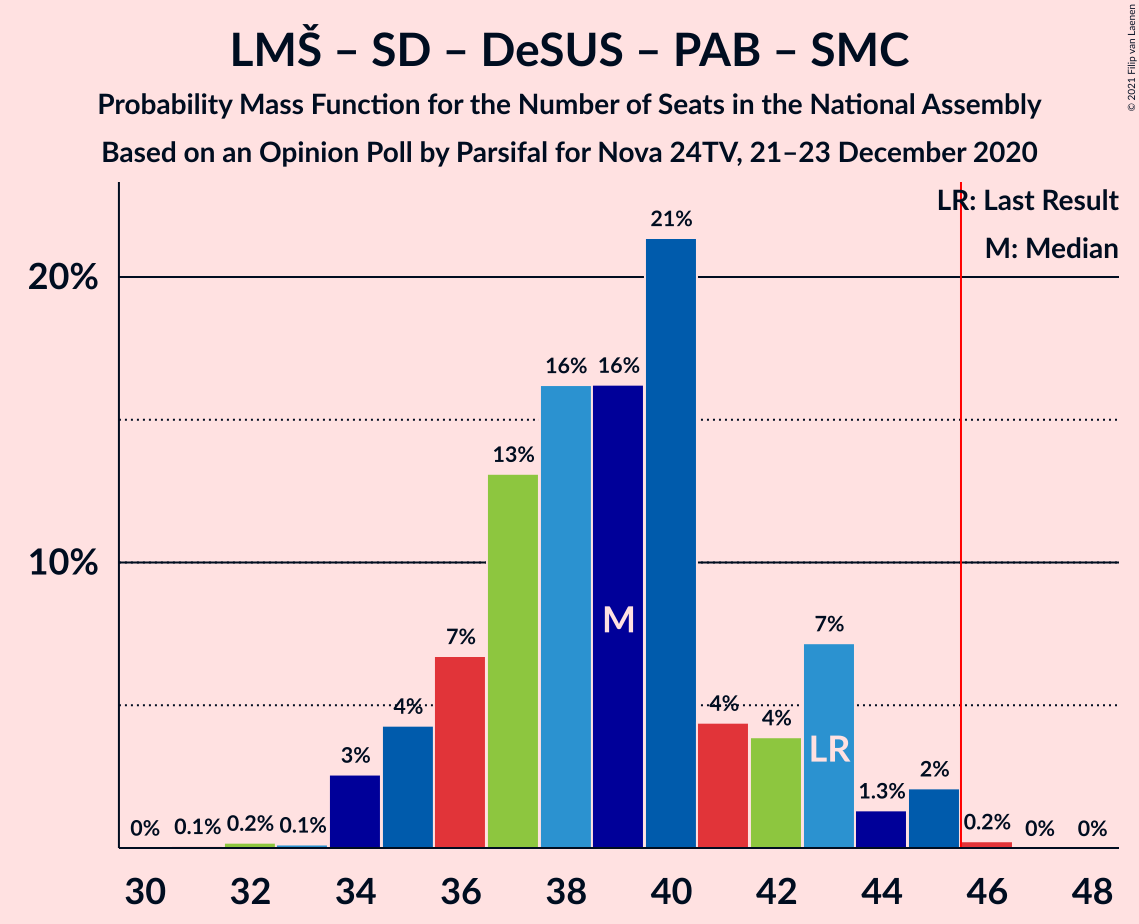 LMŠ – SD – DeSUS – PAB – SMC
Probability Mass Function for the Number of Seats in the National Assembly
Based on an Opinion Poll by Parsifal for Nova 24TV, 21–23 December 2020
© 2021 Filip van Laenen
LR: Last Result
M: Median
20%
10%
0%
0.1%
0.2%
0.1%
3%
4%
7%
13%
16%
16%
21%
4%
4%
7%
1.3%
2%
0.2%
0%
0%
M
LR
30 32 34 36 38 40 42 44 46 48